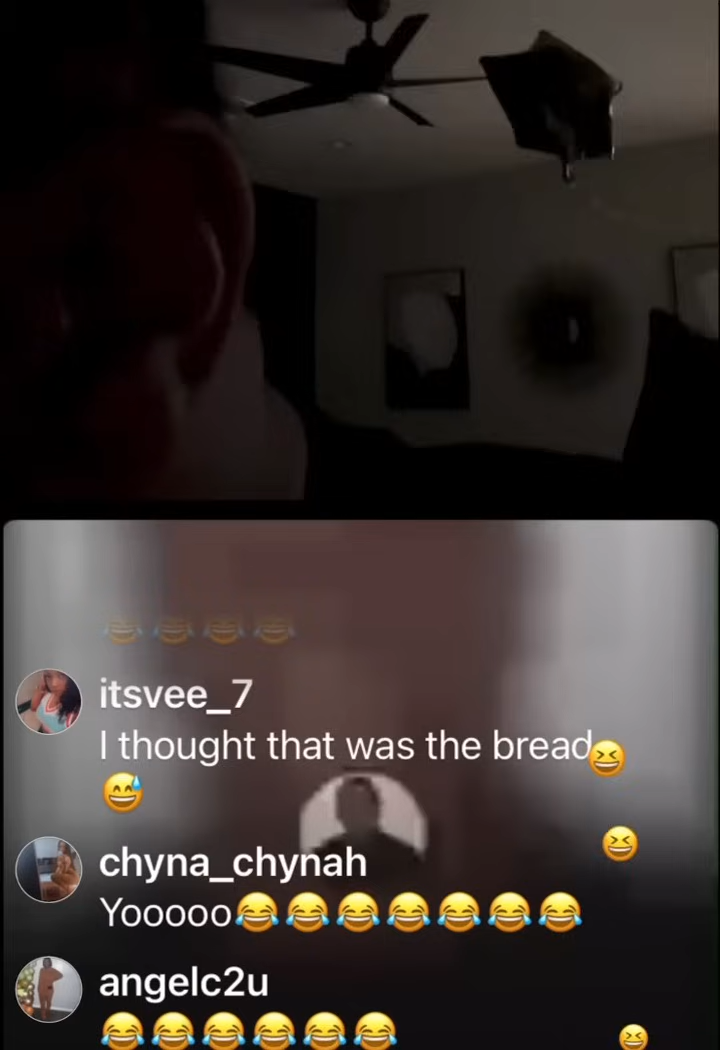 😂😂😂😂
itsvee_7
I thought that was the bread😆
😅
chyna_chynah
Yooooo😂😂😂😂😂😂😂
angelc2u
😂😂😂😂😂😂